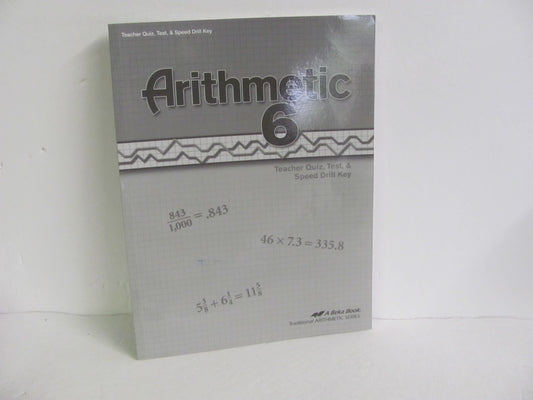 Teacher Quiz, Test, & Speed Drill Key
Arithmetic
6
Teacher Quiz, Test, &
Speed Drill Key
843/1,000 = .843
46 × 7.3 = 335.8
5 3/8 + 6 1/4 = 11 5/8
A Beka Book
Traditional ARITHMETIC SERIES